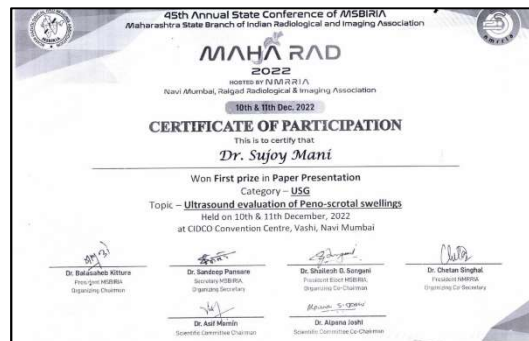 45th Annual State Conference of MSBIRIA
Maharashtra State Branch of Indian Radiological and Imaging Association
MAHA RAD
2022
HOSTED BY NMRRIA
Navi Mumbai, Raigad Radiological & Imaging Association
10th & 11th Dec. 2022
CERTIFICATE OF PARTICIPATION
This is to certify that
Dr. Sujoy Mani
Won First prize in Paper Presentation
Category – USG
Topic – Ultrasound evaluation of Peno-scrotal swellings
Held on 10th & 11th December, 2022
at CIDCO Convention Centre, Vashi, Navi Mumbai
Dr. Balasaheb Kitture Dr. Sandeep Pansare Dr. Shailesh D. Sangani Dr. Chetan Singhal
President MSBIRIA Secretary MSBIRIA, President Elect MSBIRIA, President NMRRIA
Organizing Chairman Organizing Secretary Organizing Co-Chairman Organizing Co-Secretary
Dr. Asif Momin Dr. Alpana Joshi
Scientific Committee Chairman Scientific Committee Co-Chairman